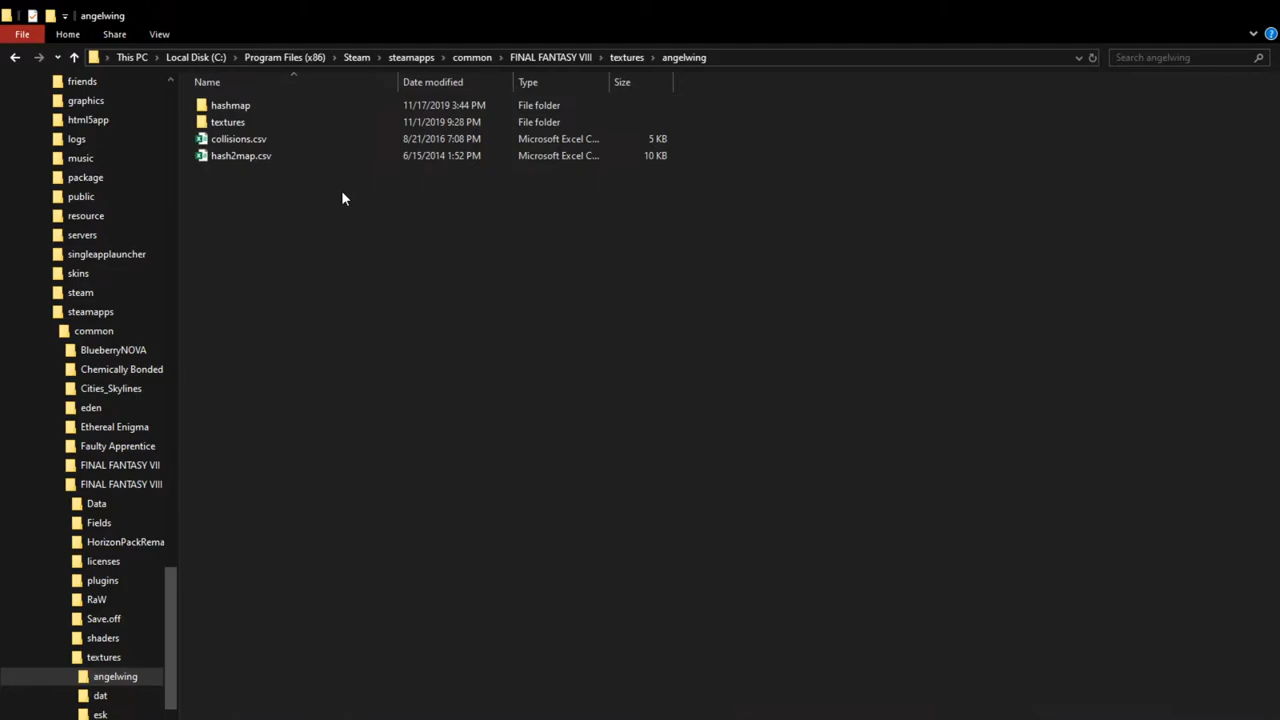 angelwing
File Home Share View
This PC Local Disk (C:) Program Files (x86) Steam steamapps common FINAL FANTASY VIII textures angelwing Search angelwing
Name Date modified Type Size
hashmap 11/17/2019 3:44 PM File folder
textures 11/1/2019 9:28 PM File folder
collisions.csv 8/21/2016 7:08 PM Microsoft Excel C... 5 KB
hash2map.csv 6/15/2014 1:52 PM Microsoft Excel C... 10 KB
friends
graphics
html5app
logs
music
package
public
resource
servers
singleapplauncher
skins
steam
steamapps
common
BlueberryNOVA
Chemically Bonded
Cities_Skylines
eden
Ethereal Enigma
Faulty Apprentice
FINAL FANTASY VII
FINAL FANTASY VIII
Data
Fields
HorizonPackRema
licenses
plugins
RaW
Save.off
shaders
textures
angelwing
dat
esk